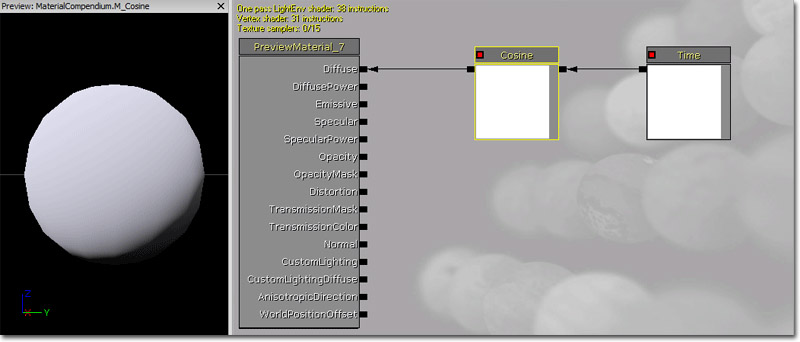 Preview: MaterialCompendium.M_Cosine X
One pass LightEnv shader: 38 instructions
Vertex shader: 31 instructions
Texture samplers: 0/15
PreviewMaterial_7
Diffuse
DiffusePower
Emissive
Specular
SpecularPower
Opacity
OpacityMask
Distortion
TransmissionMask
TransmissionColor
Normal
CustomLighting
CustomLightingDiffuse
AnisotropicDirection
WorldPositionOffset
Cosine
Time
Z
X Y